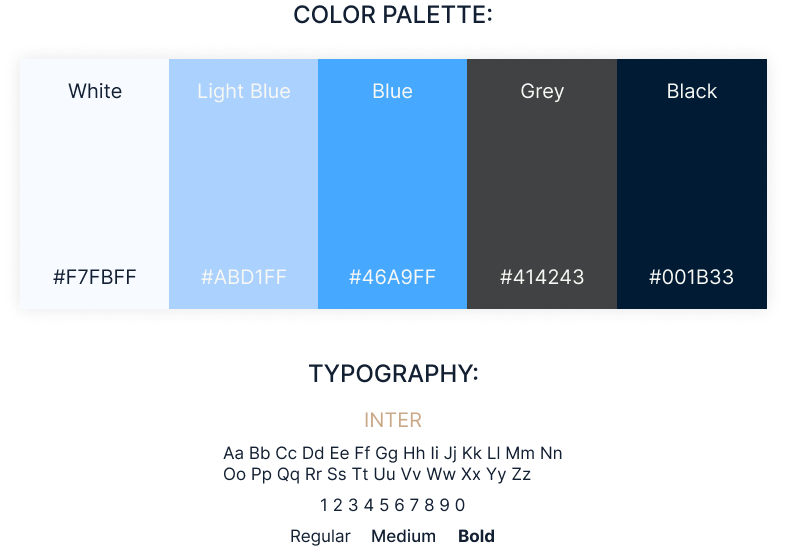 COLOR PALETTE:
White Light Blue Blue Grey Black
#F7FBFF #ABD1FF #46A9FF #414243 #001B33
TYPOGRAPHY:
INTER
Aa Bb Cc Dd Ee Ff Gg Hh Ii Jj Kk Ll Mm Nn
Oo Pp Qq Rr Ss Tt Uu Vv Ww Xx Yy Zz
1 2 3 4 5 6 7 8 9 0
Regular Medium Bold